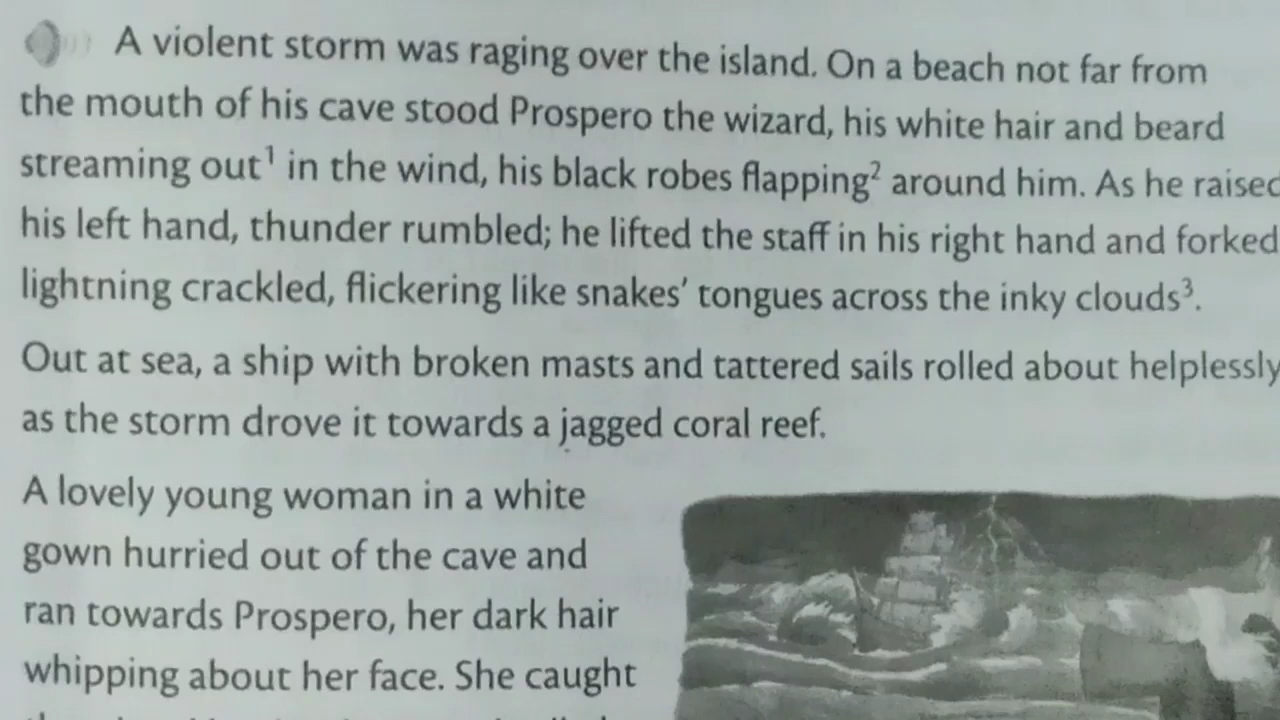 A violent storm was raging over the island. On a beach not far from
the mouth of his cave stood Prospero the wizard, his white hair and beard
streaming out¹ in the wind, his black robes flapping² around him. As he raised
his left hand, thunder rumbled; he lifted the staff in his right hand and forked
lightning crackled, flickering like snakes' tongues across the inky clouds³.
Out at sea, a ship with broken masts and tattered sails rolled about helplessly
as the storm drove it towards a jagged coral reef.
A lovely young woman in a white
gown hurried out of the cave and
ran towards Prospero, her dark hair
whipping about her face. She caught